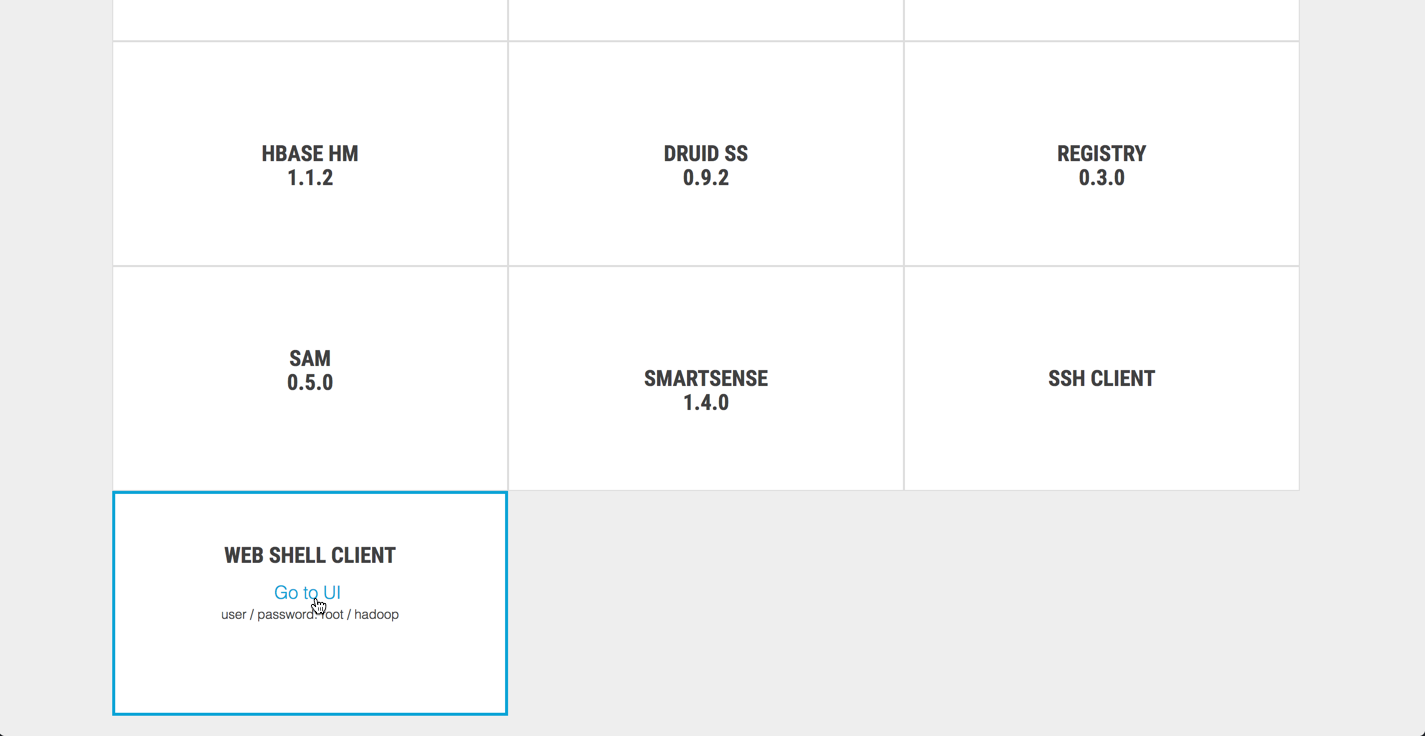 HBASE HM
1.1.2
DRUID SS
0.9.2
REGISTRY
0.3.0
SAM
0.5.0
SMARTSENSE
1.4.0
SSH CLIENT
WEB SHELL CLIENT
Go to UI
user / password: root / hadoop